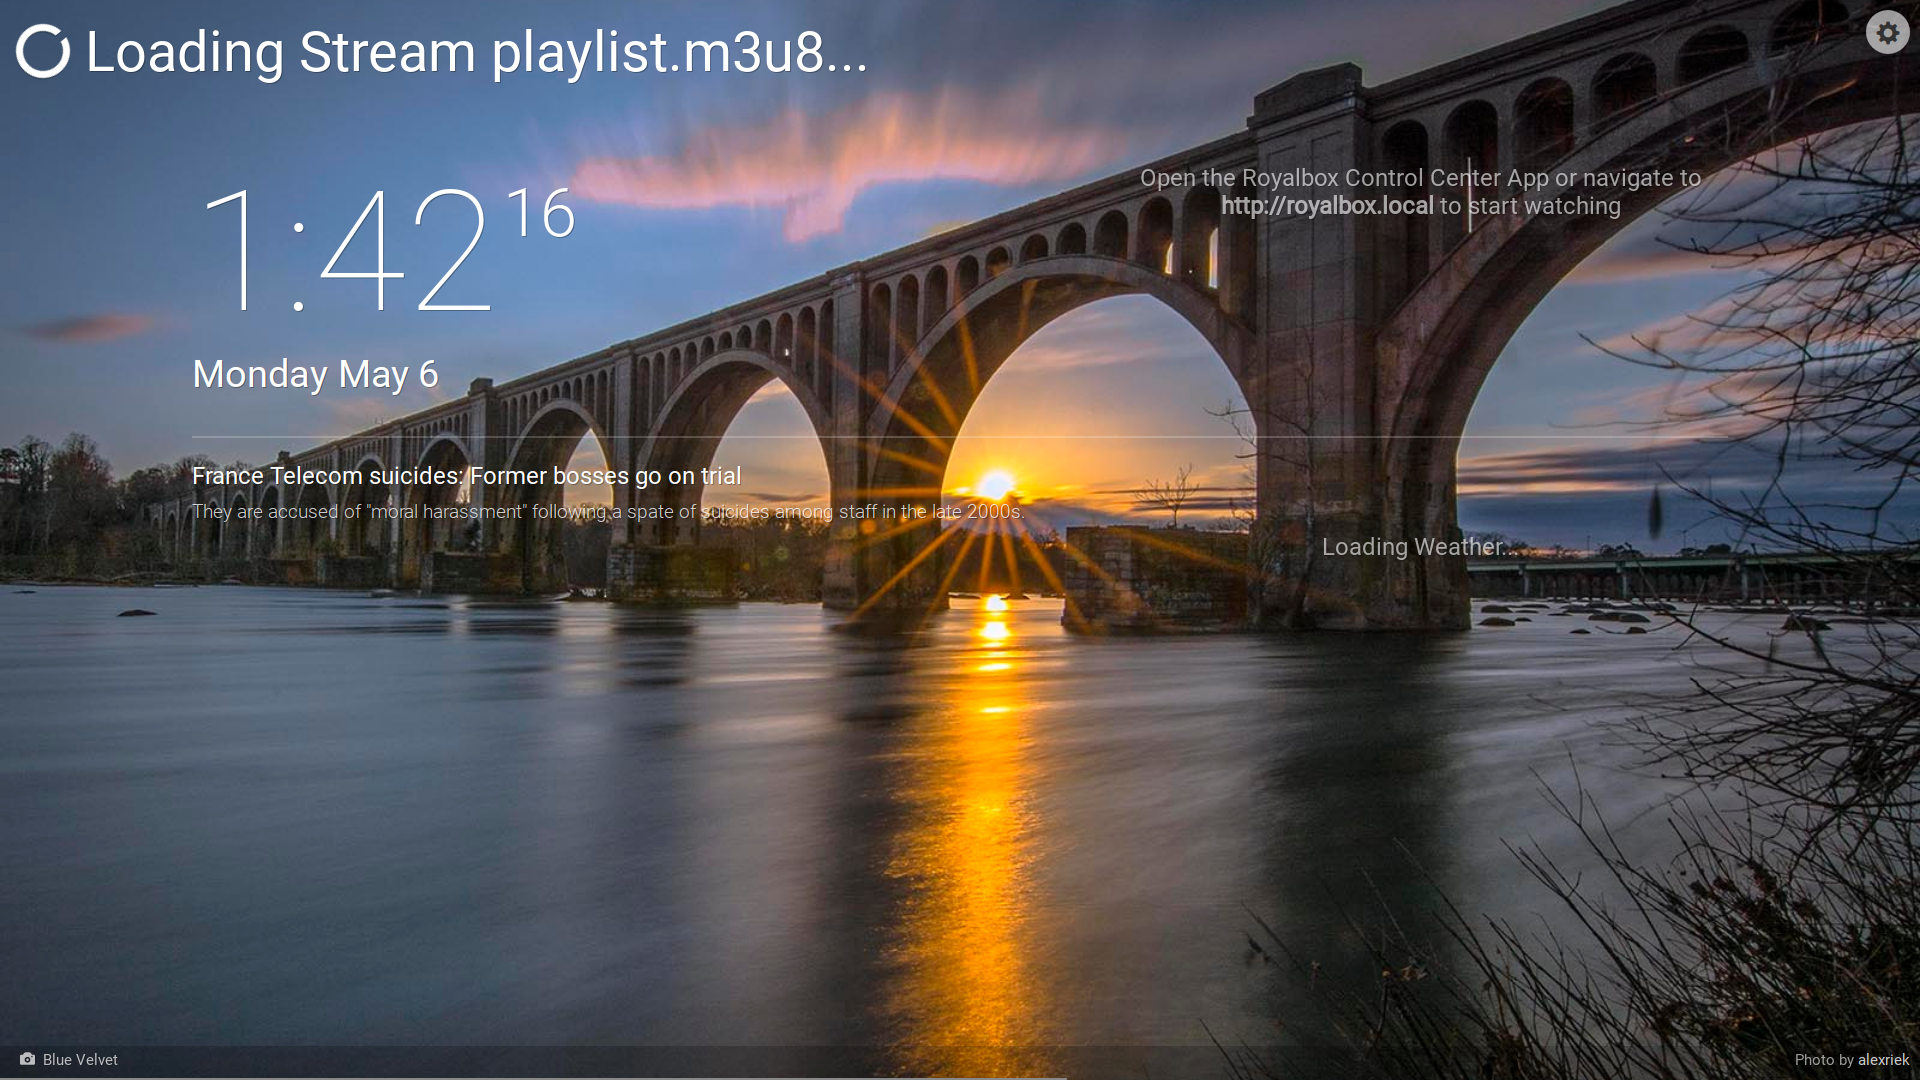 Loading Stream playlist.m3u8...
1:42 16
Monday May 6
Open the Royalbox Control Center App or navigate to
http://royalbox.local to start watching
France Telecom suicides: Former bosses go on trial
They are accused of "moral harassment" following a spate of suicides among staff in the late 2000s.
Loading Weather...
Blue Velvet
Photo by alexriek